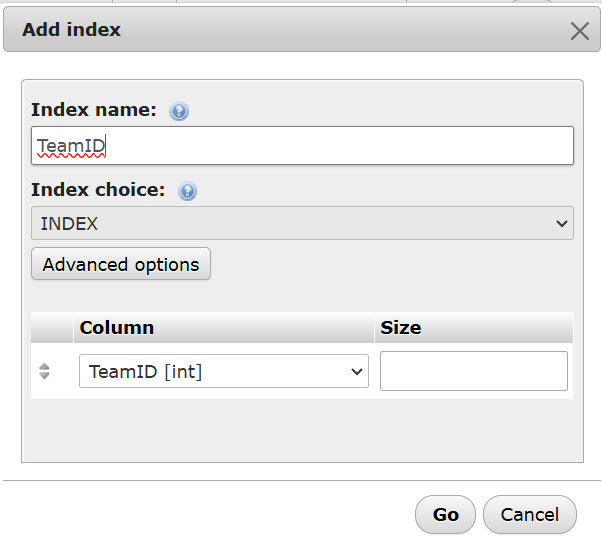 Add index
Index name:
TeamID
Index choice:
INDEX
Advanced options
Column Size
TeamID [int]
Go Cancel